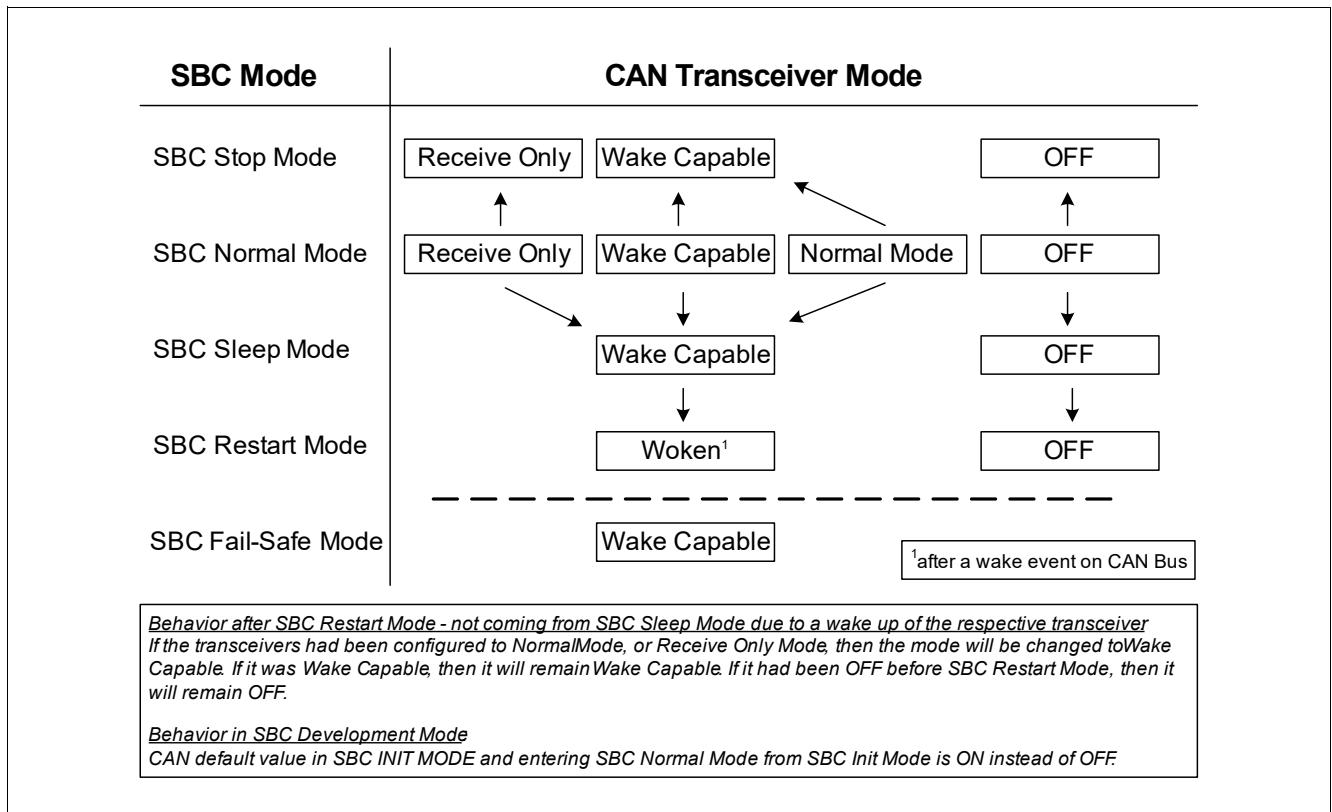 SBC Mode CAN Transceiver Mode
SBC Stop Mode Receive Only Wake Capable OFF
SBC Normal Mode Receive Only Wake Capable Normal Mode OFF
SBC Sleep Mode Wake Capable OFF
SBC Restart Mode Woken¹ OFF
SBC Fail-Safe Mode Wake Capable
¹after a wake event on CAN Bus
Behavior after SBC Restart Mode - not coming from SBC Sleep Mode due to a wake up of the respective transceiver
If the transceivers had been configured to NormalMode, or Receive Only Mode, then the mode will be changed toWake
Capable. If it was Wake Capable, then it will remainWake Capable. If it had been OFF before SBC Restart Mode, then it
will remain OFF.
Behavior in SBC Development Mode
CAN default value in SBC INIT MODE and entering SBC Normal Mode from SBC Init Mode is ON instead of OFF.